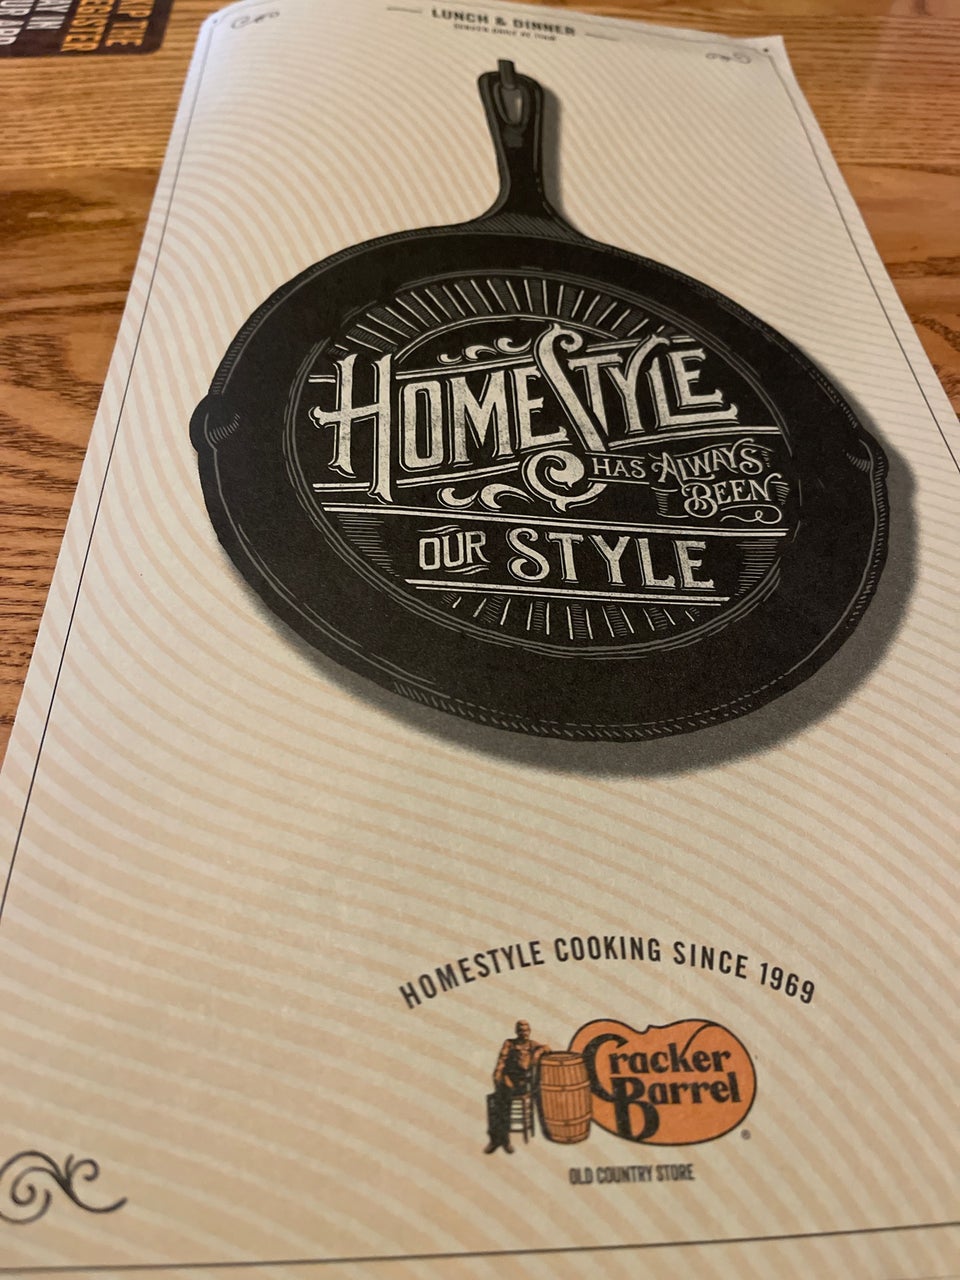 LUNCH & DINNER
HOMESTYLE
HAS ALWAYS
BEEN
OUR STYLE
HOMESTYLE COOKING SINCE 1969
Cracker
Barrel
®
OLD COUNTRY STORE